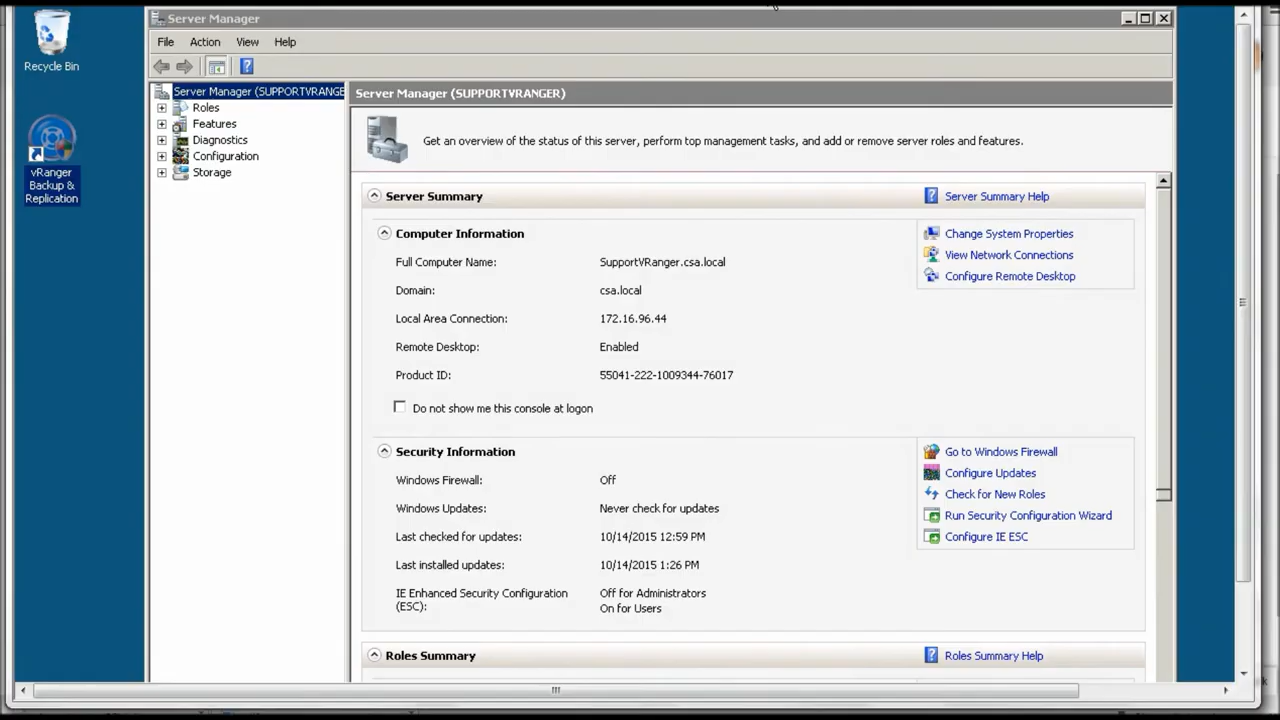 Recycle Bin
vRanger
Backup &
Replication
Server Manager
File Action View Help
Server Manager (SUPPORTVRANGE
Roles
Features
Diagnostics
Configuration
Storage
Server Manager (SUPPORTVRANGER)
Get an overview of the status of this server, perform top management tasks, and add or remove server roles and features.
Server Summary
Server Summary Help
Computer Information
Full Computer Name: SupportVRanger.csa.local
Domain: csa.local
Local Area Connection: 172.16.96.44
Remote Desktop: Enabled
Product ID: 55041-222-1009344-76017
Do not show me this console at logon
Change System Properties
View Network Connections
Configure Remote Desktop
Security Information
Windows Firewall: Off
Windows Updates: Never check for updates
Last checked for updates: 10/14/2015 12:59 PM
Last installed updates: 10/14/2015 1:26 PM
IE Enhanced Security Configuration Off for Administrators
(ESC): On for Users
Go to Windows Firewall
Configure Updates
Check for New Roles
Run Security Configuration Wizard
Configure IE ESC
Roles Summary
Roles Summary Help